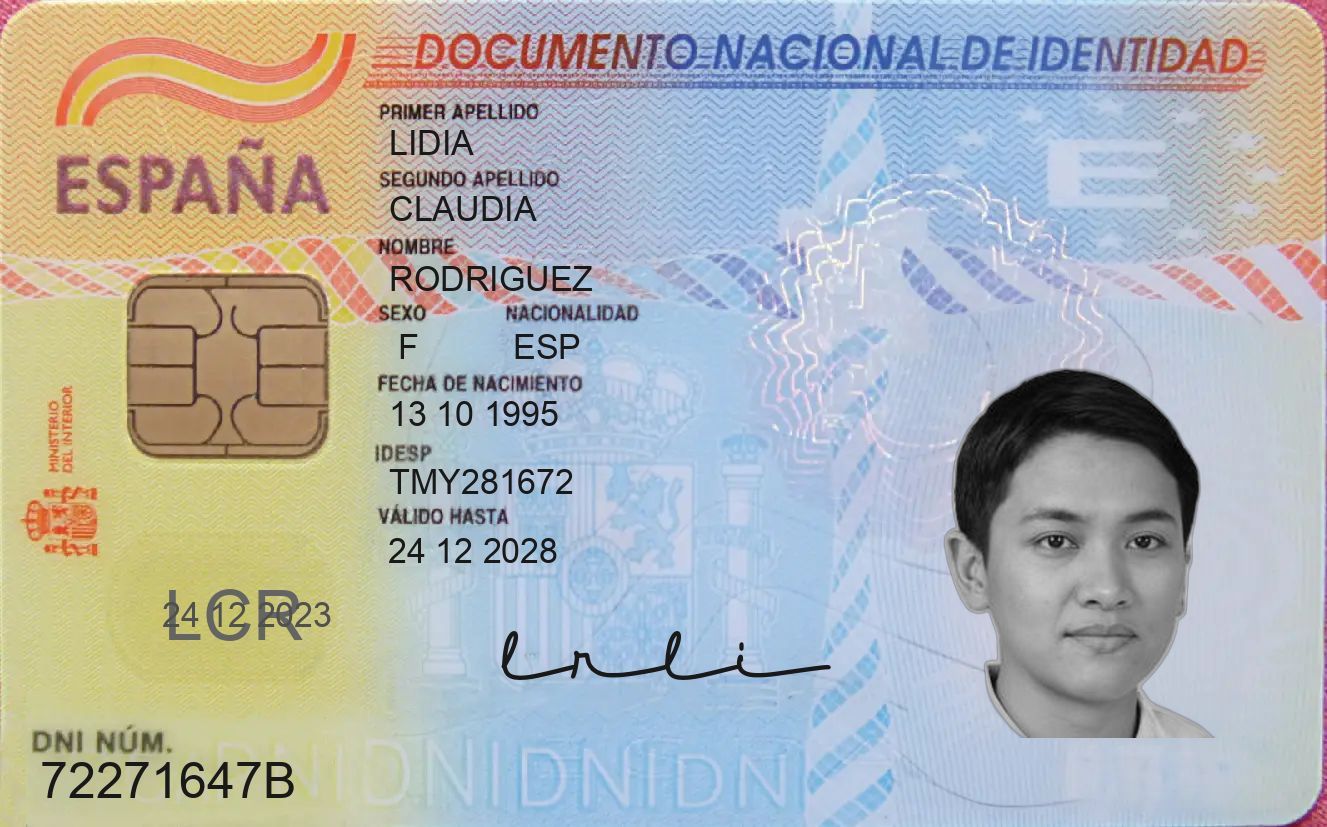 DOCUMENTO NACIONAL DE IDENTIDAD
ESPAÑA
PRIMER APELLIDO
LIDIA
SEGUNDO APELLIDO
CLAUDIA
NOMBRE
RODRIGUEZ
SEXO NACIONALIDAD
F ESP
FECHA DE NACIMIENTO
13 10 1995
IDESP
TMY281672
VÁLIDO HASTA
24 12 2028
MINISTERIO
DEL INTERIOR
E
LCR
24 12 2023
lrli
DNI NÚM.
72271647B
DNIDNIDNIDNI